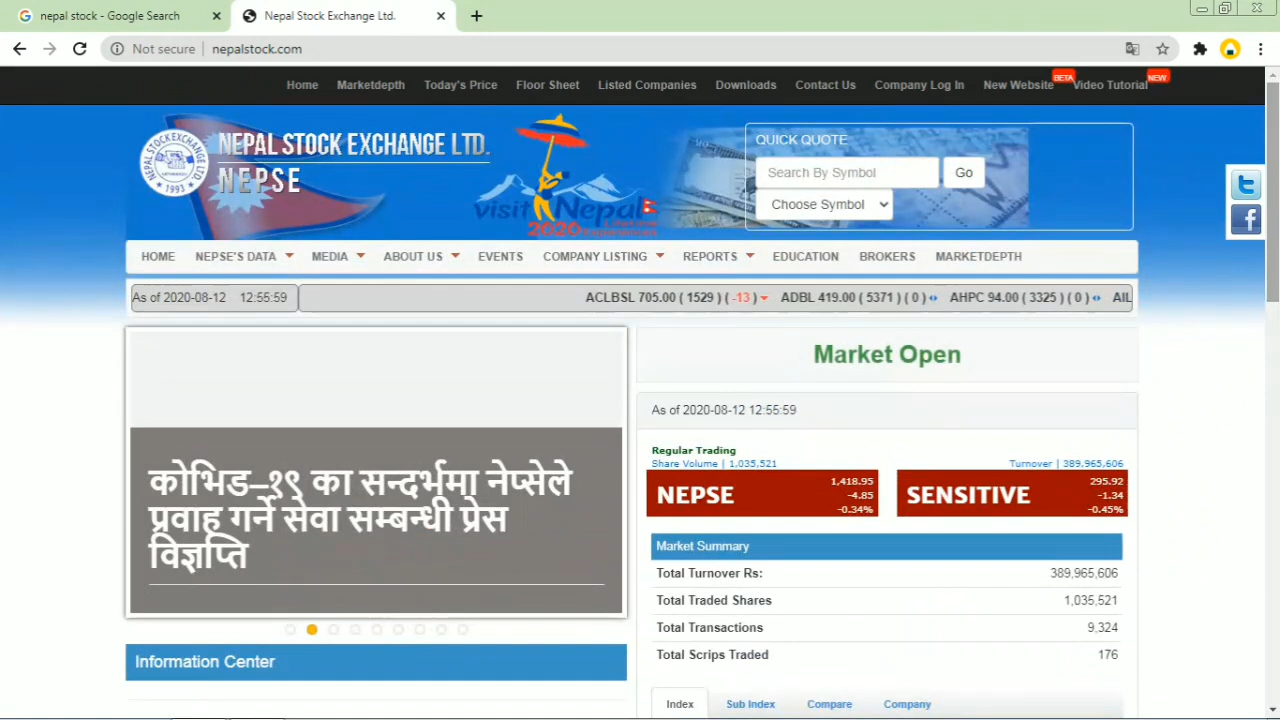 nepal stock - Google Search
Nepal Stock Exchange Ltd.
Not secure
nepalstock.com
Home Marketdepth Today's Price Floor Sheet Listed Companies Downloads Contact Us Company Log In New Website BETA Video Tutorial NEW
NEPAL STOCK EXCHANGE LTD.
NEPSE
1993
visit Nepal
2020
QUICK QUOTE
Search By Symbol Go
Choose Symbol
HOME NEPSE'S DATA MEDIA ABOUT US EVENTS COMPANY LISTING REPORTS EDUCATION BROKERS MARKETDEPTH
As of 2020-08-12 12:55:59
ACLBSL 705.00 ( 1529 ) ( -13 ) ADBL 419.00 ( 5371 ) ( 0 ) AHPC 94.00 ( 3325 ) ( 0 ) AIL
कोभिड–१९ का सन्दर्भमा नेप्सेले
प्रवाह गर्ने सेवा सम्बन्धी प्रेस
विज्ञप्ति
Information Center
Market Open
As of 2020-08-12 12:55:59
Regular Trading
Share Volume | 1,035,521
Turnover | 389,965,606
NEPSE
1,418.95
-4.85
-0.34%
SENSITIVE
295.92
-1.34
-0.45%
Market Summary
Total Turnover Rs: 389,965,606
Total Traded Shares 1,035,521
Total Transactions 9,324
Total Scrips Traded 176
Index Sub Index Compare Company